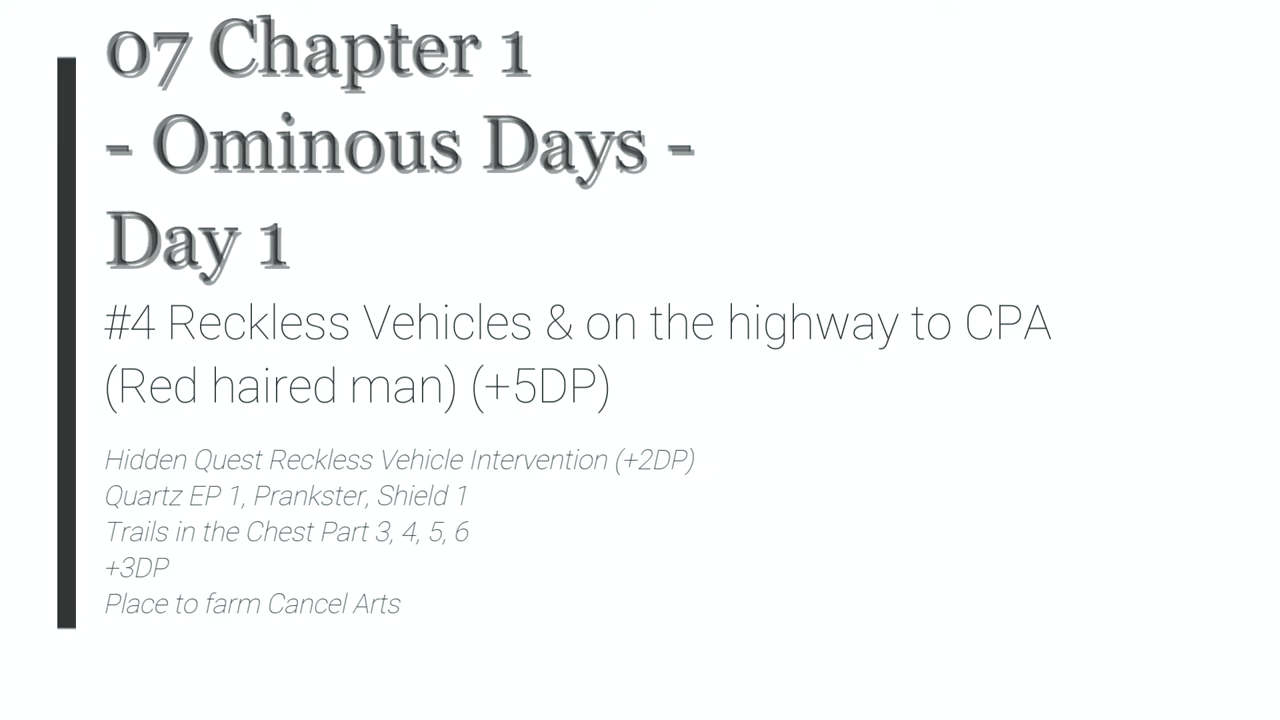 07 Chapter 1
- Ominous Days -
Day 1
#4 Reckless Vehicles & on the highway to CPA
(Red haired man) (+5DP)
Hidden Quest Reckless Vehicle Intervention (+2DP)
Quartz EP 1, Prankster, Shield 1
Trails in the Chest Part 3, 4, 5, 6
+3DP
Place to farm Cancel Arts